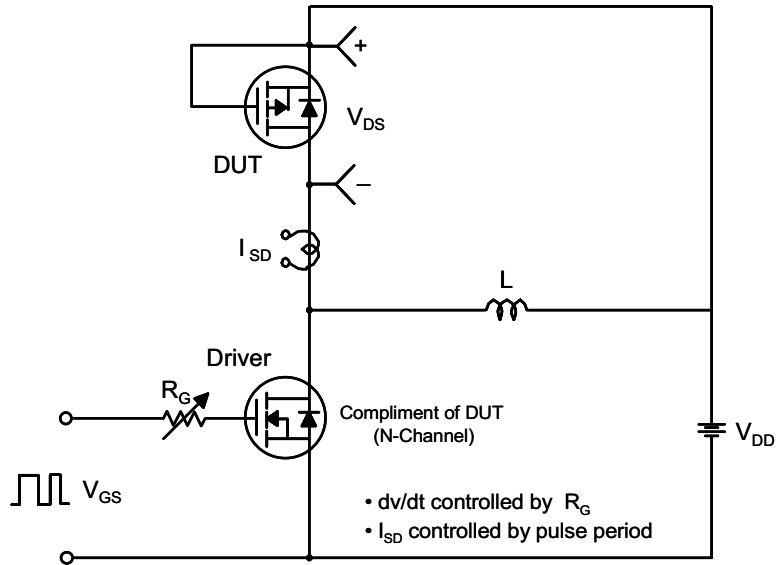 +
V_DS
DUT
–
I_SD
L
Driver
R_G
Compliment of DUT
(N-Channel)
V_DD
V_GS
• dv/dt controlled by R_G
• I_SD controlled by pulse period